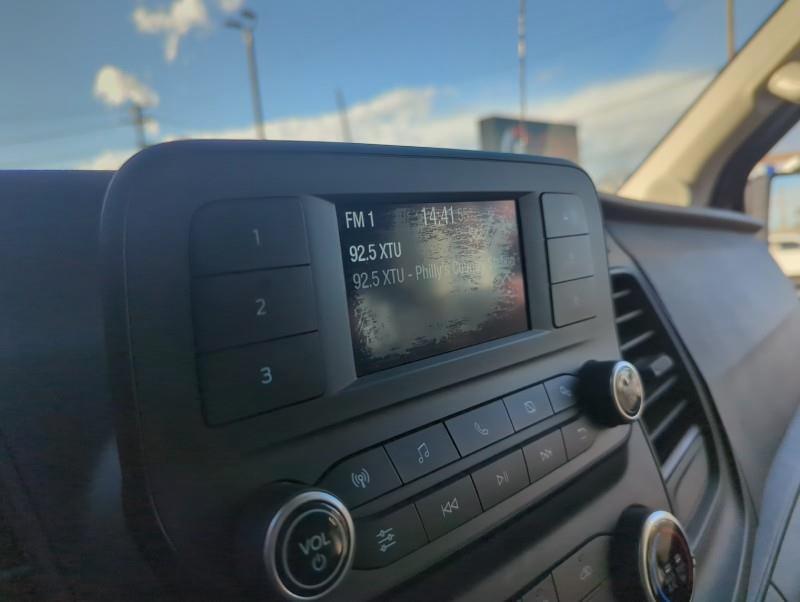 FM 1 14:41
92.5 XTU
92.5 XTU - Philly's
1
2
3
VOL